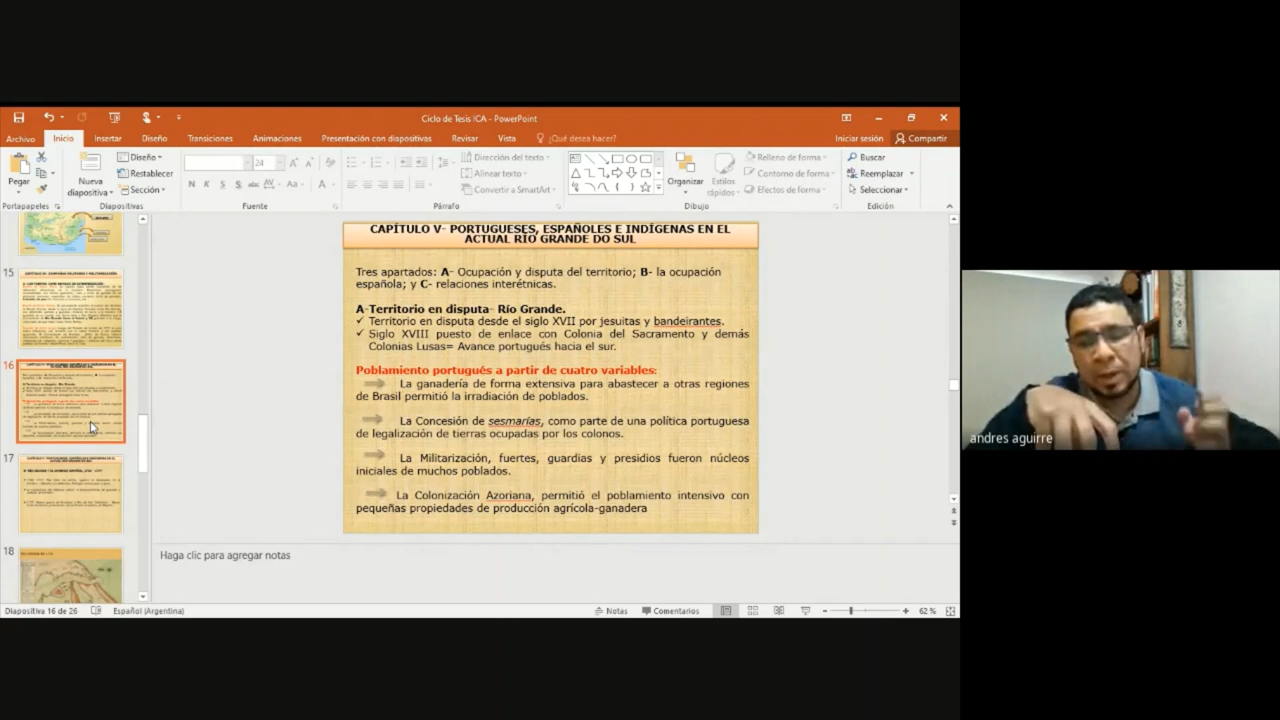 Ciclo de Tesis ICA - PowerPoint
Archivo Inicio Insertar Diseño Transiciones Animaciones Presentación con diapositivas Revisar Vista ¿Qué desea hacer? Iniciar sesión Compartir
Pegar
Nueva diapositiva
Diseño
Restablecer
Sección
24
N K S S abc AV Aa A
Dirección del texto
Alinear texto
Convertir a SmartArt
Organizar
Estilos rápidos
Relleno de forma
Contorno de forma
Efectos de forma
Buscar
Reemplazar
Seleccionar
Portapapeles Diapositivas Fuente Párrafo Dibujo Edición
15
16
17
18
CAPÍTULO V- PORTUGUESES, ESPAÑOLES E INDÍGENAS EN EL
ACTUAL RÍO GRANDE DO SUL
Tres apartados: A- Ocupación y disputa del territorio; B- la ocupación
española; y C- relaciones interétnicas.
A-Territorio en disputa- Río Grande.
✓ Territorio en disputa desde el siglo XVII por jesuitas y bandeirantes.
✓ Siglo XVIII puesto de enlace con Colonia del Sacramento y demás
Colonias Lusas= Avance portugués hacia el sur.
Poblamiento portugués a partir de cuatro variables:
La ganadería de forma extensiva para abastecer a otras regiones
de Brasil permitió la irradiación de poblados.
La Concesión de sesmarías, como parte de una política portuguesa
de legalización de tierras ocupadas por los colonos.
La Militarización, fuertes, guardias y presidios fueron núcleos
iniciales de muchos poblados.
La Colonización Azoriana, permitió el poblamiento intensivo con
pequeñas propiedades de producción agrícola-ganadera
andres aguirre
Haga clic para agregar notas
Diapositiva 16 de 26 Español (Argentina) Notas Comentarios 62 %